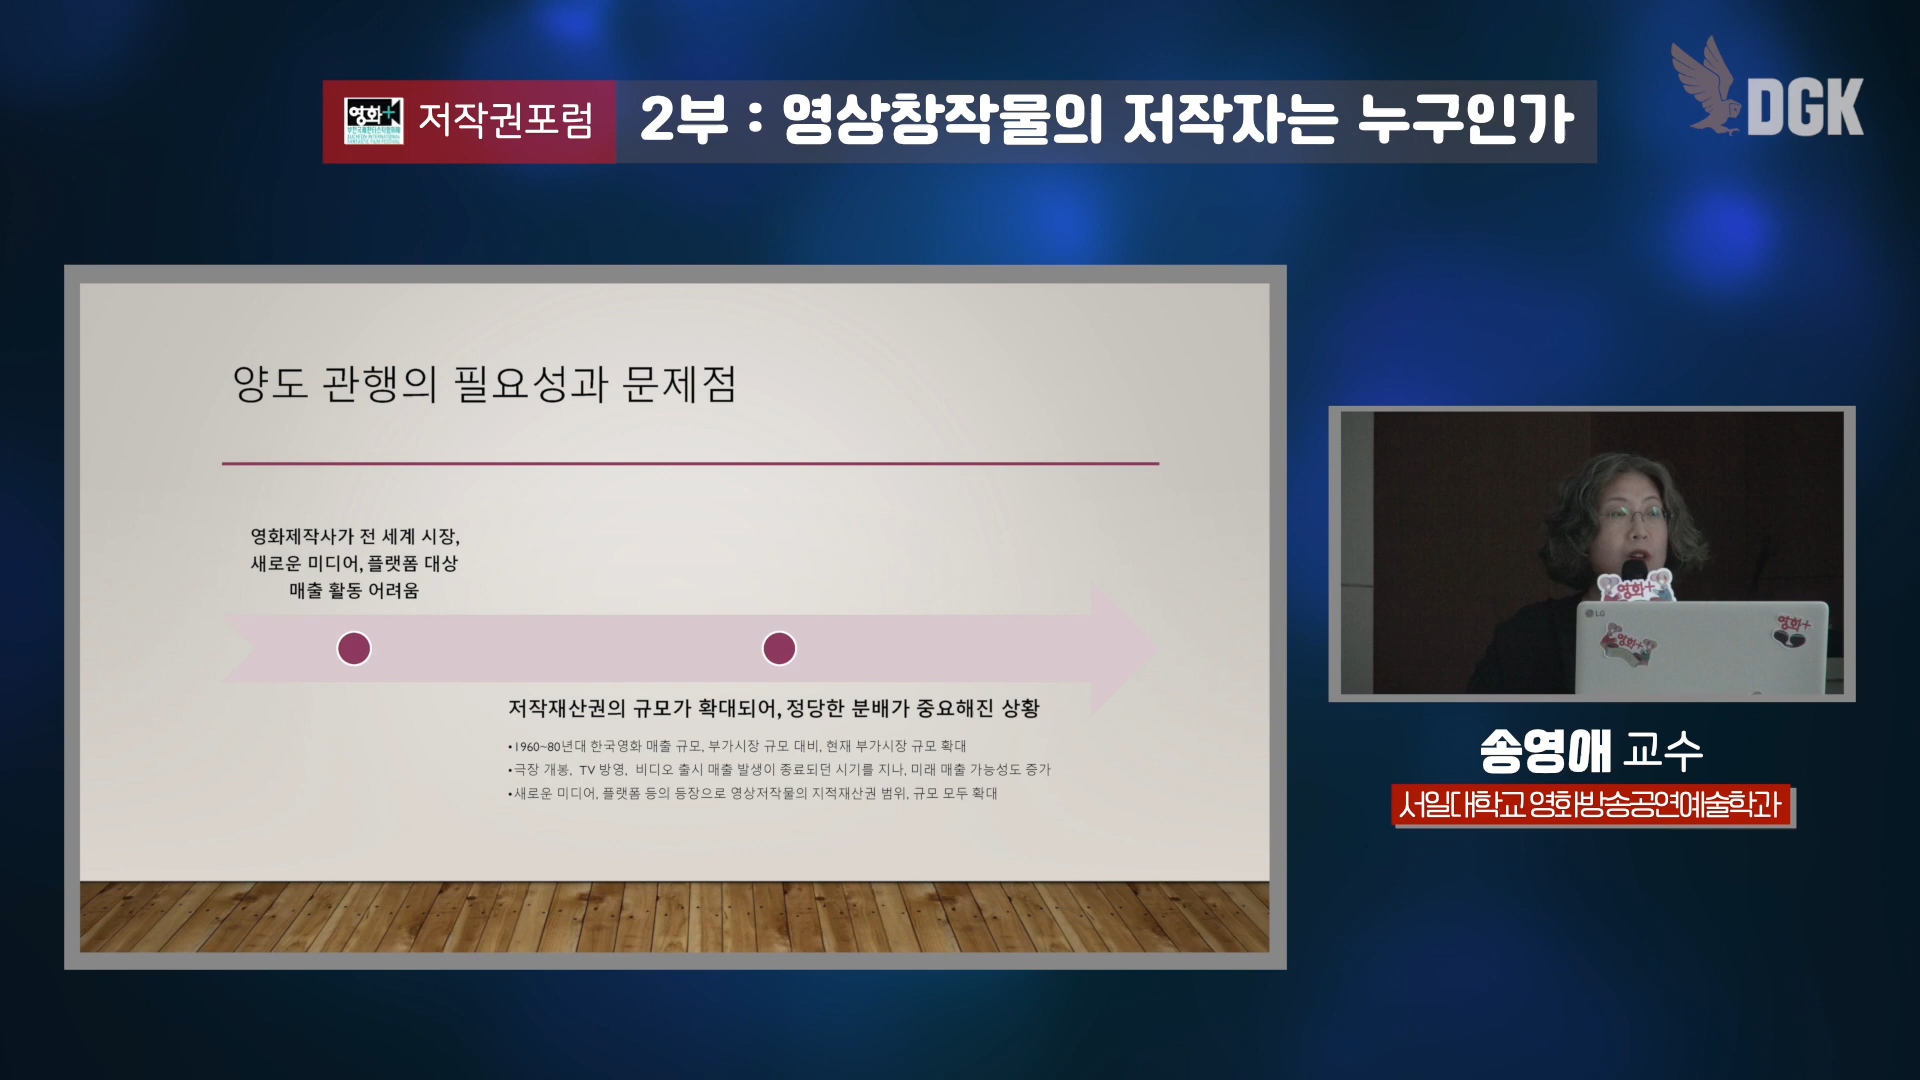 영화+
저작권포럼
2부 : 영상창작물의 저작자는 누구인가
DGK
양도 관행의 필요성과 문제점
영화제작사가 전 세계 시장,
새로운 미디어, 플랫폼 대상
매출 활동 어려움
저작재산권의 규모가 확대되어, 정당한 분배가 중요해진 상황
•1960~80년대 한국영화 매출 규모, 부가시장 규모 대비, 현재 부가시장 규모 확대
•극장 개봉, TV 방영, 비디오 출시 매출 발생이 종료되던 시기를 지나, 미래 매출 가능성도 증가
•새로운 미디어, 플랫폼 등의 등장으로 영상저작물의 지적재산권 범위, 규모 모두 확대
영화+
LG
영화+
영화+
송영애 교수
서일대학교 영화방송공연예술학과